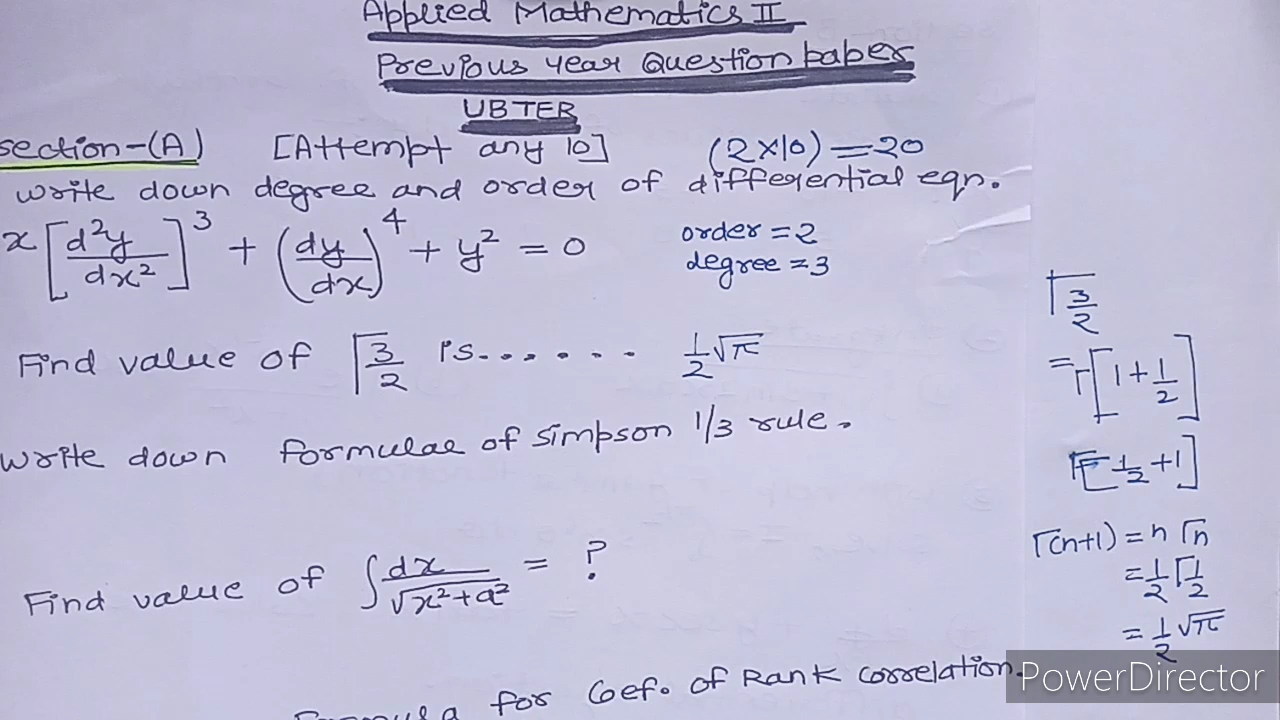 Applied Mathematics II
Previous year Question paper
UBTER
section-(A) [Attempt any 10] (2×10)=20
write down degree and order of differential eqn.
x[d²y/dx²]³ + (dy/dx)⁴ + y² = 0
order = 2
degree = 3
Find value of Γ3/2 is...... 1/2 √π
write down formulae of simpson 1/3 rule.
Find value of ∫dx/√x²+a² = ?
for Coef. of Rank correlation.
Γ3/2
=Γ[1+1/2]
Γ[1/2+1]
Γ(n+1) = n Γn
= 1/2 Γ1/2
= 1/2 √π
PowerDirector